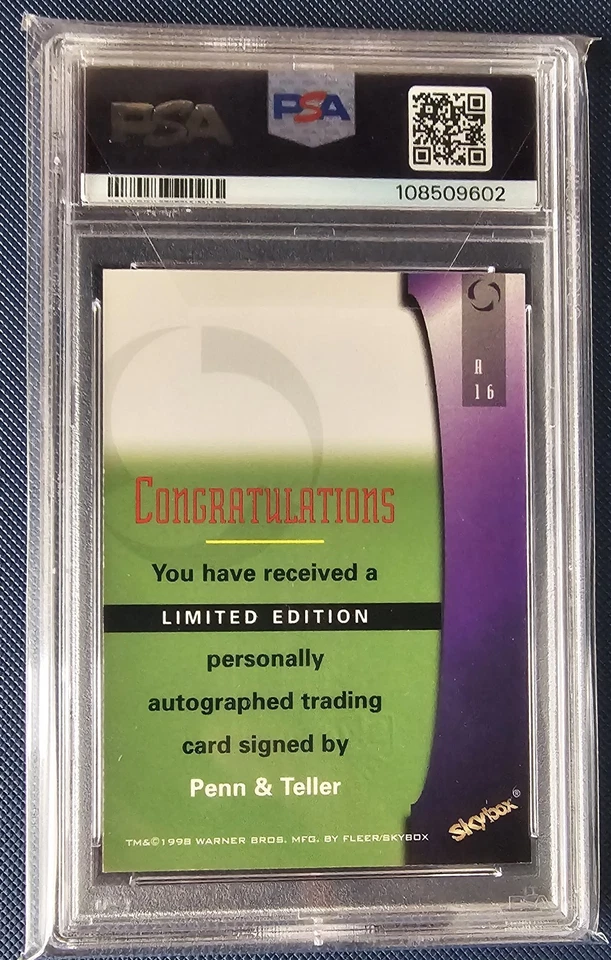 PSA
PSA
108509602
A
16
CONGRATULATIONS
You have received a
LIMITED EDITION
personally
autographed trading
card signed by
Penn & Teller
Skybox®
TM&©1998 WARNER BROS. MFG. BY FLEER/SKYBOX
PSA